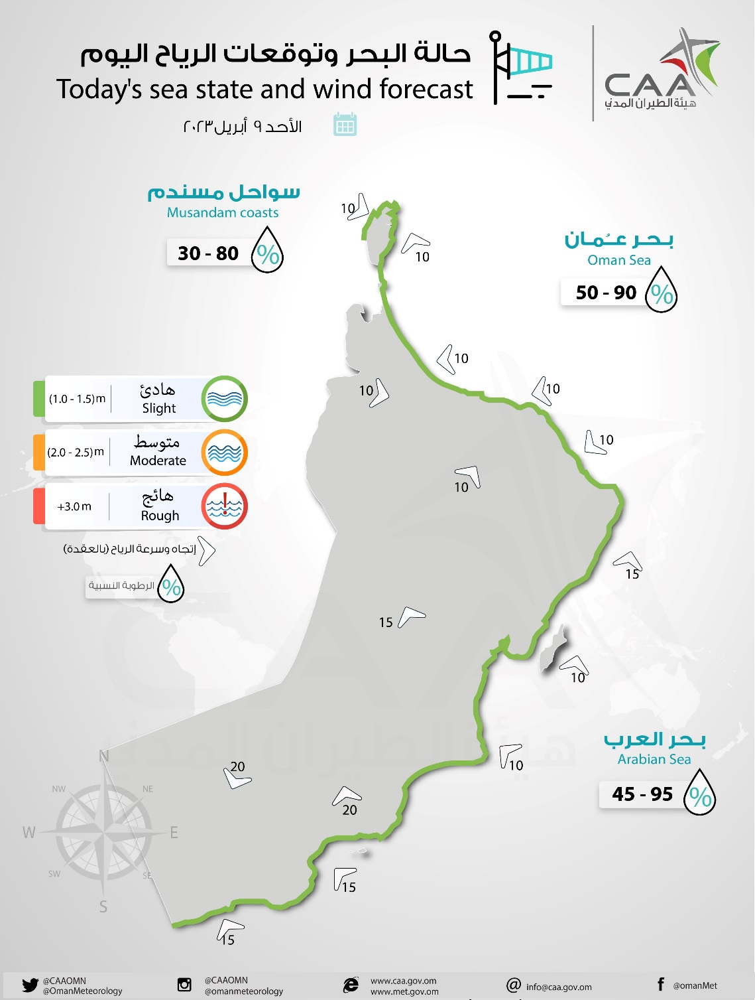 حالة البحر وتوقعات الرياح اليوم
Today's sea state and wind forecast
الأحد ٩ أبريل ٢٠٢٣
CAA
هيئة الطيران المدني
سواحل مسندم
Musandam coasts
30 - 80 %
بحر عُمان
Oman Sea
50 - 90 %
10
10
10
10
10
10
10
15
15
10
(1.0 - 1.5)m هادئ
Slight
(2.0 - 2.5)m متوسط
Moderate
+3.0 m هائج
Rough
إتجاه وسرعة الرياح (بالعقدة)
الرطوبة النسبية %
بحر العرب
Arabian Sea
45 - 95 %
10
20
20
15
15
N
NW NE
W E
SW SE
S
هيئة الطيران المدني
@CAAOMN
@OmanMeteorology
@CAAOMN
@omanmeteorology
www.caa.gov.om
www.met.gov.om
@ info@caa.gov.om
f @omanMet